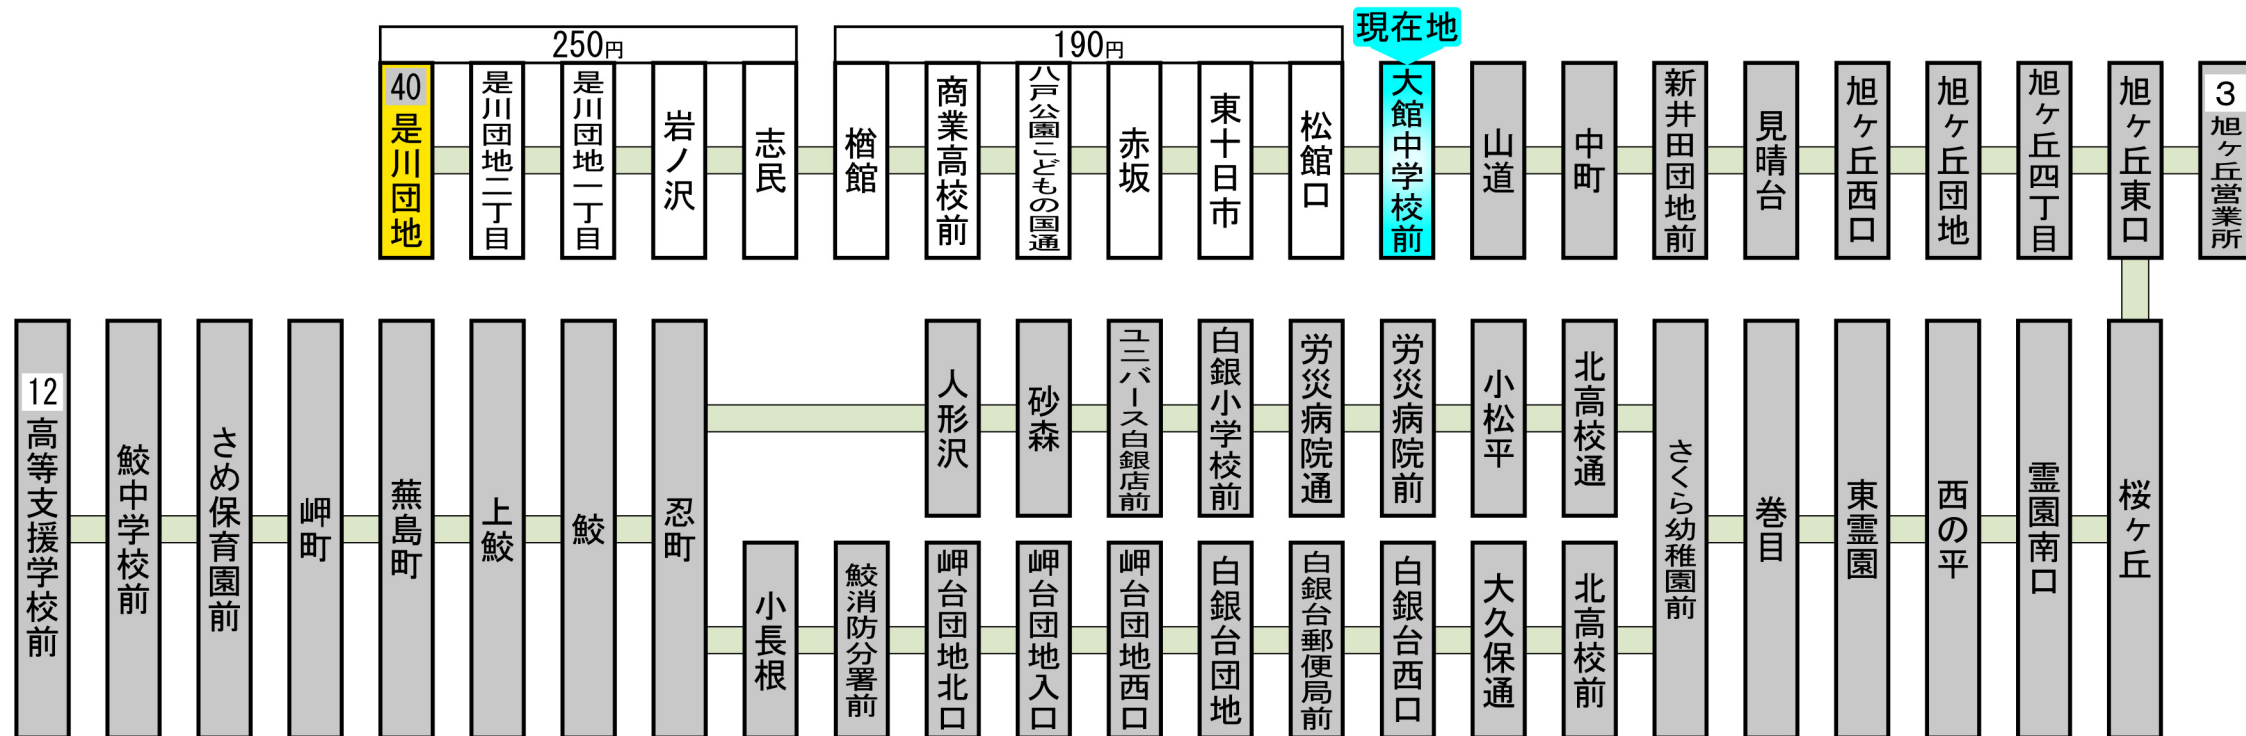 250円
190円
現在地
40 是川団地
是川団地二丁目
是川団地一丁目
岩ノ沢
志民
楢館
商業高校前
八戸公園こどもの国通
赤坂
東十日市
松館口
大館中学校前
山道
中町
新井田団地前
見晴台
旭ヶ丘西口
旭ヶ丘団地
旭ヶ丘四丁目
旭ヶ丘東口
3 旭ヶ丘営業所
12 高等支援学校前
鮫中学校前
さめ保育園前
岬町
蕪島町
上鮫
鮫
忍町
人形沢
砂森
ユニバース白銀店前
白銀小学校前
労災病院通
労災病院前
小松平
北高校通
小長根
鮫消防分署前
岬台団地北口
岬台団地入口
岬台団地西口
白銀台団地
白銀台郵便局前
白銀台西口
大久保通
北高校前
さくら幼稚園前
巻目
東霊園
西の平
霊園南口
桜ヶ丘